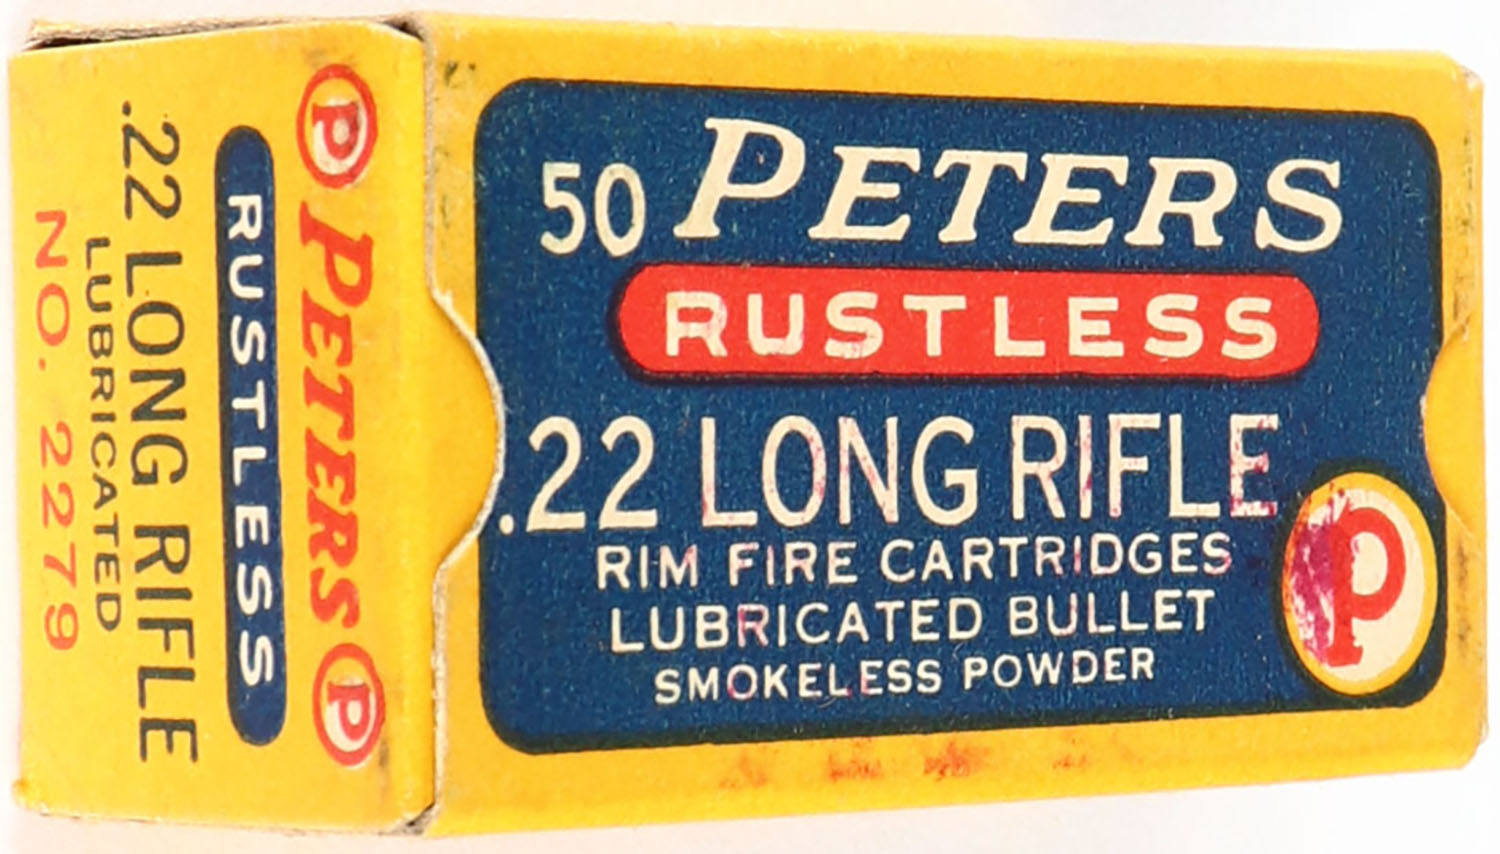 50 PETERS
RUSTLESS
.22 LONG RIFLE
RIM FIRE CARTRIDGES
LUBRICATED BULLET
SMOKELESS POWDER
P
P PETERS P
RUSTLESS
.22 LONG RIFLE
LUBRICATED
NO. 2279